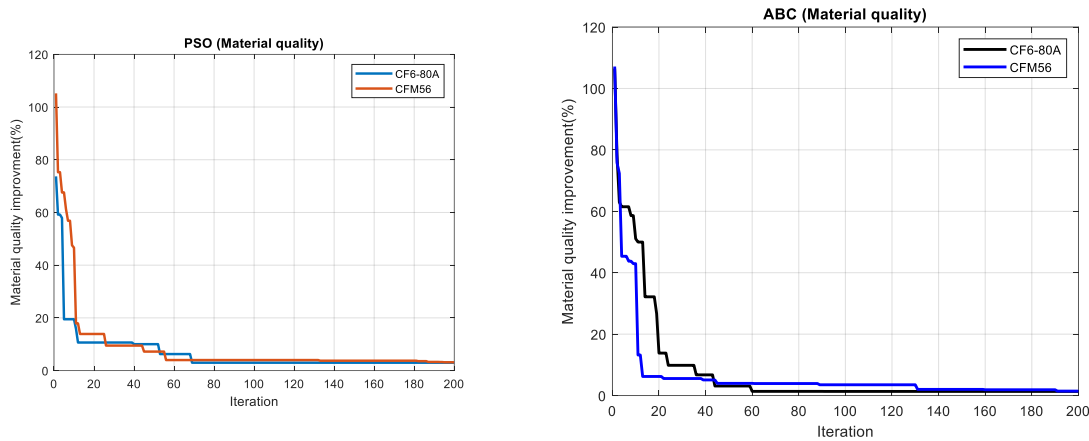 PSO (Material quality)
Material quality improvment(%)
120
100
80
60
40
20
0
CF6-80A
CFM56
0 20 40 60 80 100 120 140 160 180 200
Iteration
ABC (Material quality)
Material quality improvement(%)
120
100
80
60
40
20
0
CF6-80A
CFM56
0 20 40 60 80 100 120 140 160 180 200
Iteration